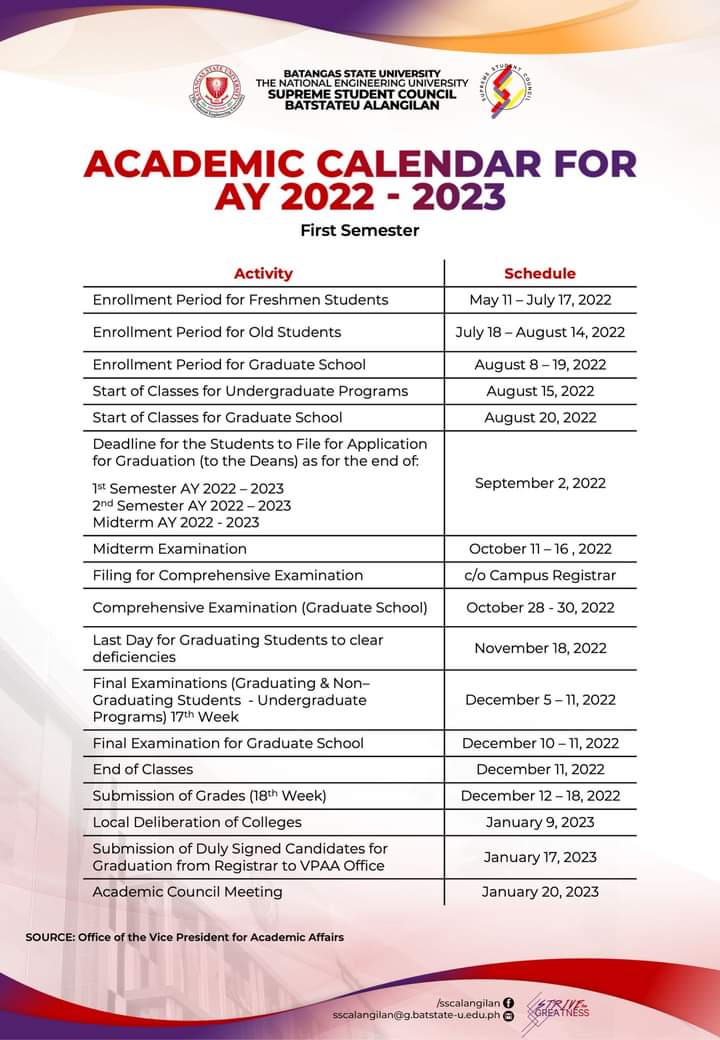 BATANGAS STATE UNIVERSITY
THE NATIONAL ENGINEERING UNIVERSITY
SUPREME STUDENT COUNCIL
BATSTATEU ALANGILAN
BATANGAS STATE UNIVERSITY
The National Engineering University
SUPREME STUDENT COUNCIL
ACADEMIC CALENDAR FOR
AY 2022 - 2023
First Semester
Activity Schedule
Enrollment Period for Freshmen Students May 11 – July 17, 2022
Enrollment Period for Old Students July 18 – August 14, 2022
Enrollment Period for Graduate School August 8 – 19, 2022
Start of Classes for Undergraduate Programs August 15, 2022
Start of Classes for Graduate School August 20, 2022
Deadline for the Students to File for Application
for Graduation (to the Deans) as for the end of:
1st Semester AY 2022 – 2023
2nd Semester AY 2022 – 2023
Midterm AY 2022 - 2023
September 2, 2022
Midterm Examination October 11 – 16 , 2022
Filing for Comprehensive Examination c/o Campus Registrar
Comprehensive Examination (Graduate School) October 28 - 30, 2022
Last Day for Graduating Students to clear
deficiencies
November 18, 2022
Final Examinations (Graduating & Non–
Graduating Students - Undergraduate
Programs) 17th Week
December 5 – 11, 2022
Final Examination for Graduate School December 10 – 11, 2022
End of Classes December 11, 2022
Submission of Grades (18th Week) December 12 – 18, 2022
Local Deliberation of Colleges January 9, 2023
Submission of Duly Signed Candidates for
Graduation from Registrar to VPAA Office
January 17, 2023
Academic Council Meeting January 20, 2023
SOURCE: Office of the Vice President for Academic Affairs
/sscalangilan
sscalangilan@g.batstate-u.edu.ph
GREATNESS